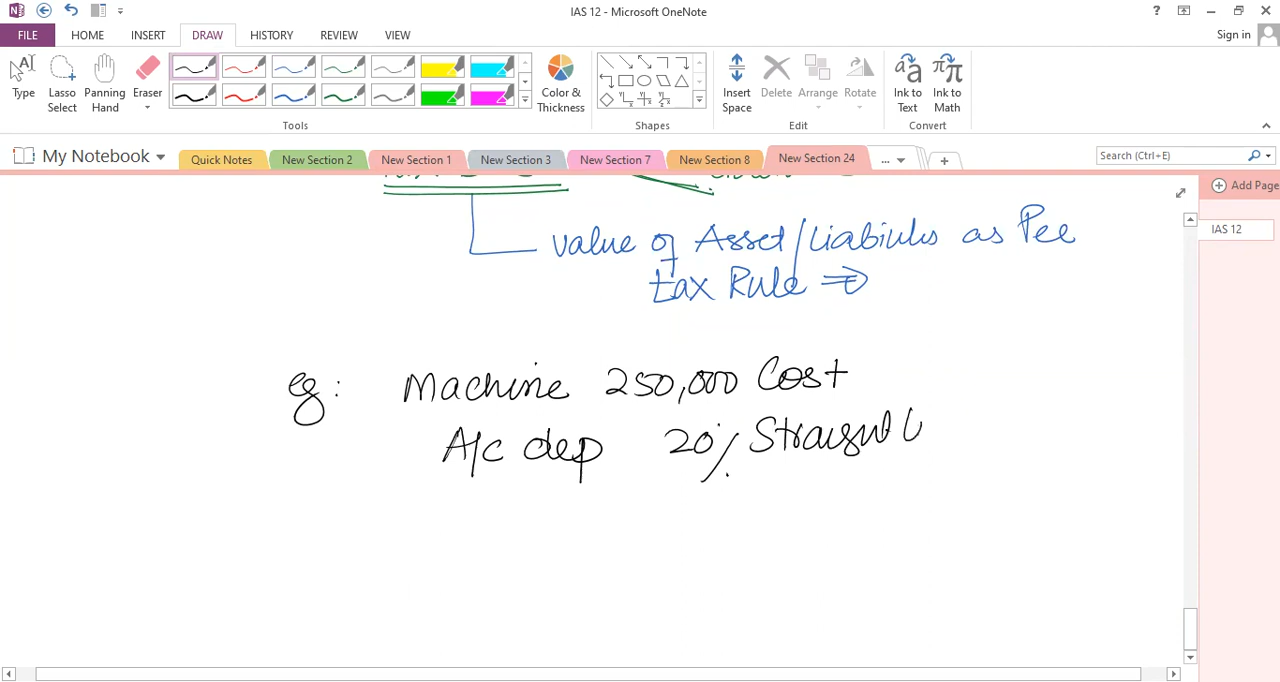 IAS 12 - Microsoft OneNote
FILE HOME INSERT DRAW HISTORY REVIEW VIEW
Sign in
Type
Lasso Select
Panning Hand
Eraser
Color & Thickness
Insert Space
Delete
Arrange
Rotate
Ink to Text
Ink to Math
Tools
Shapes
Edit
Convert
My Notebook
Quick Notes
New Section 2
New Section 1
New Section 3
New Section 7
New Section 8
New Section 24
...
Search (Ctrl+E)
Add Page
IAS 12
value of Asset/Liabiulus as Per
tax Rule ⇒
eg: Machine 250,000 Cost
A/c dep 20% Straight